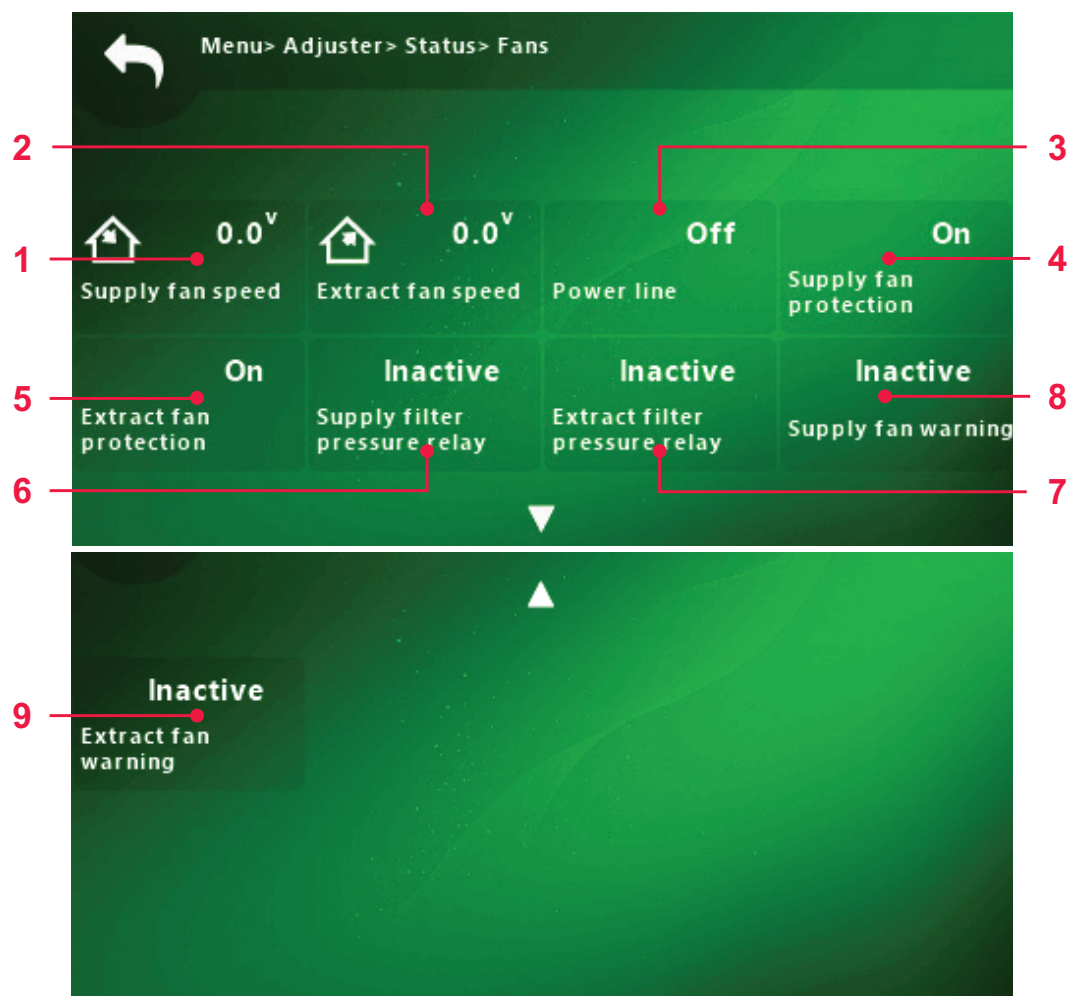 Menu> Adjuster> Status> Fans
2
3
0.0v
0.0v
Off
On
1
4
Supply fan speed
Extract fan speed
Power line
Supply fan
protection
On
Inactive
Inactive
Inactive
5
8
Extract fan
protection
Supply filter
pressure relay
Extract filter
pressure relay
Supply fan warning
6
7
Inactive
9
Extract fan
warning